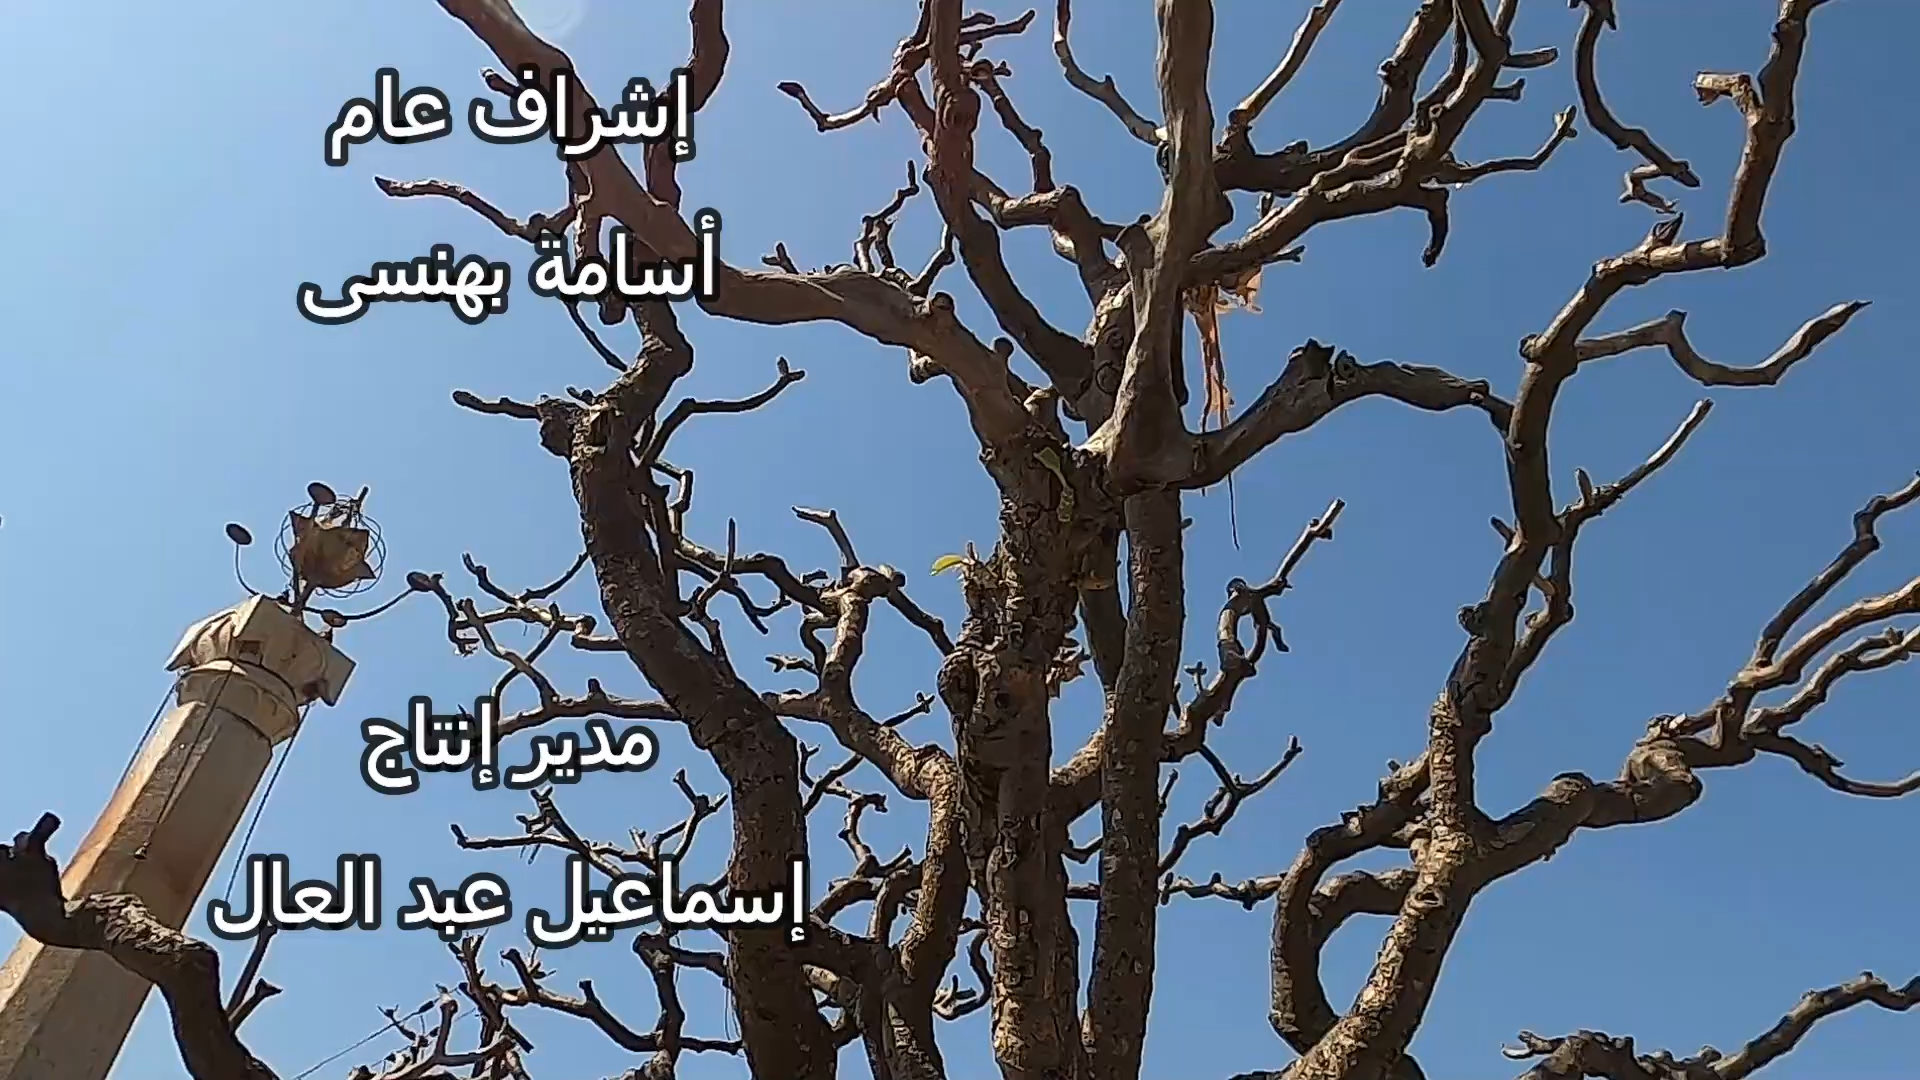 إشراف عام
أسامة بهنسى
مدير إنتاج
إسماعيل عبد العال